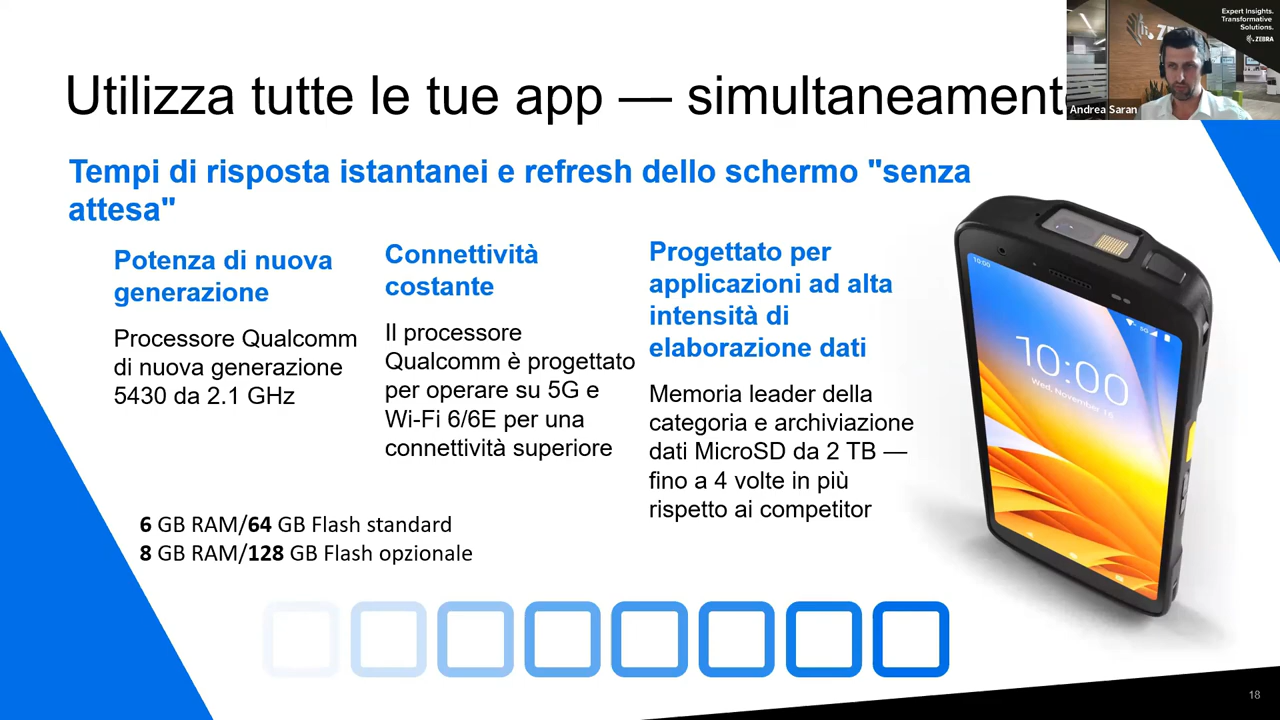 Expert Insights.
Transformative
Solutions.
ZEBRA
Andrea Saran
Utilizza tutte le tue app — simultaneament
Tempi di risposta istantanei e refresh dello schermo "senza
attesa"
Potenza di nuova
generazione
Processore Qualcomm
di nuova generazione
5430 da 2.1 GHz
Connettività
costante
Il processore
Qualcomm è progettato
per operare su 5G e
Wi-Fi 6/6E per una
connettività superiore
Progettato per
applicazioni ad alta
intensità di
elaborazione dati
Memoria leader della
categoria e archiviazione
dati MicroSD da 2 TB —
fino a 4 volte in più
rispetto ai competitor
6 GB RAM/64 GB Flash standard
8 GB RAM/128 GB Flash opzionale
10:00
5G
10:00
18